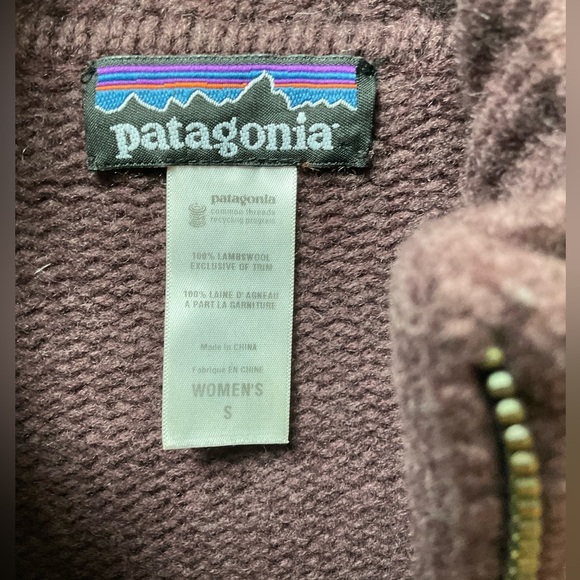 patagonia
patagonia
common threads
recycling program
100% LAMBSWOOL
EXCLUSIVE OF TRIM
100% LAINE D'AGNEAU
A PART LA GARNITURE
Made in CHINA
Fabriqué EN CHINE
WOMEN'S
S